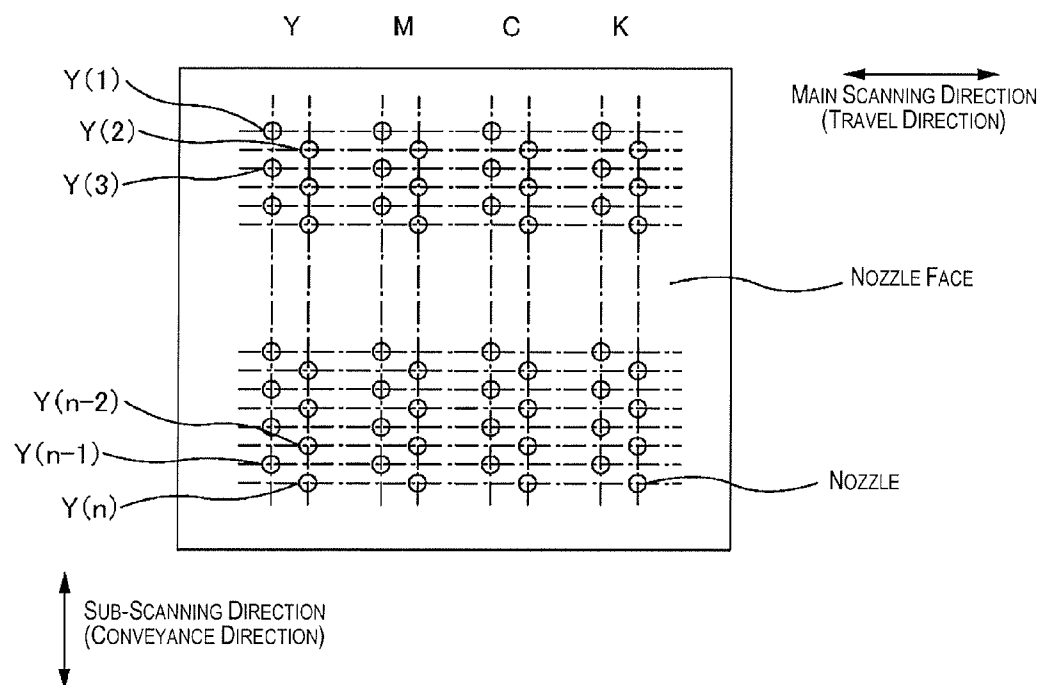 Y M C K
Y(1)
Y(2)
Y(3)
MAIN SCANNING DIRECTION
(TRAVEL DIRECTION)
NOZZLE FACE
Y(n-2)
Y(n-1)
Y(n)
NOZZLE
SUB-SCANNING DIRECTION
(CONVEYANCE DIRECTION)